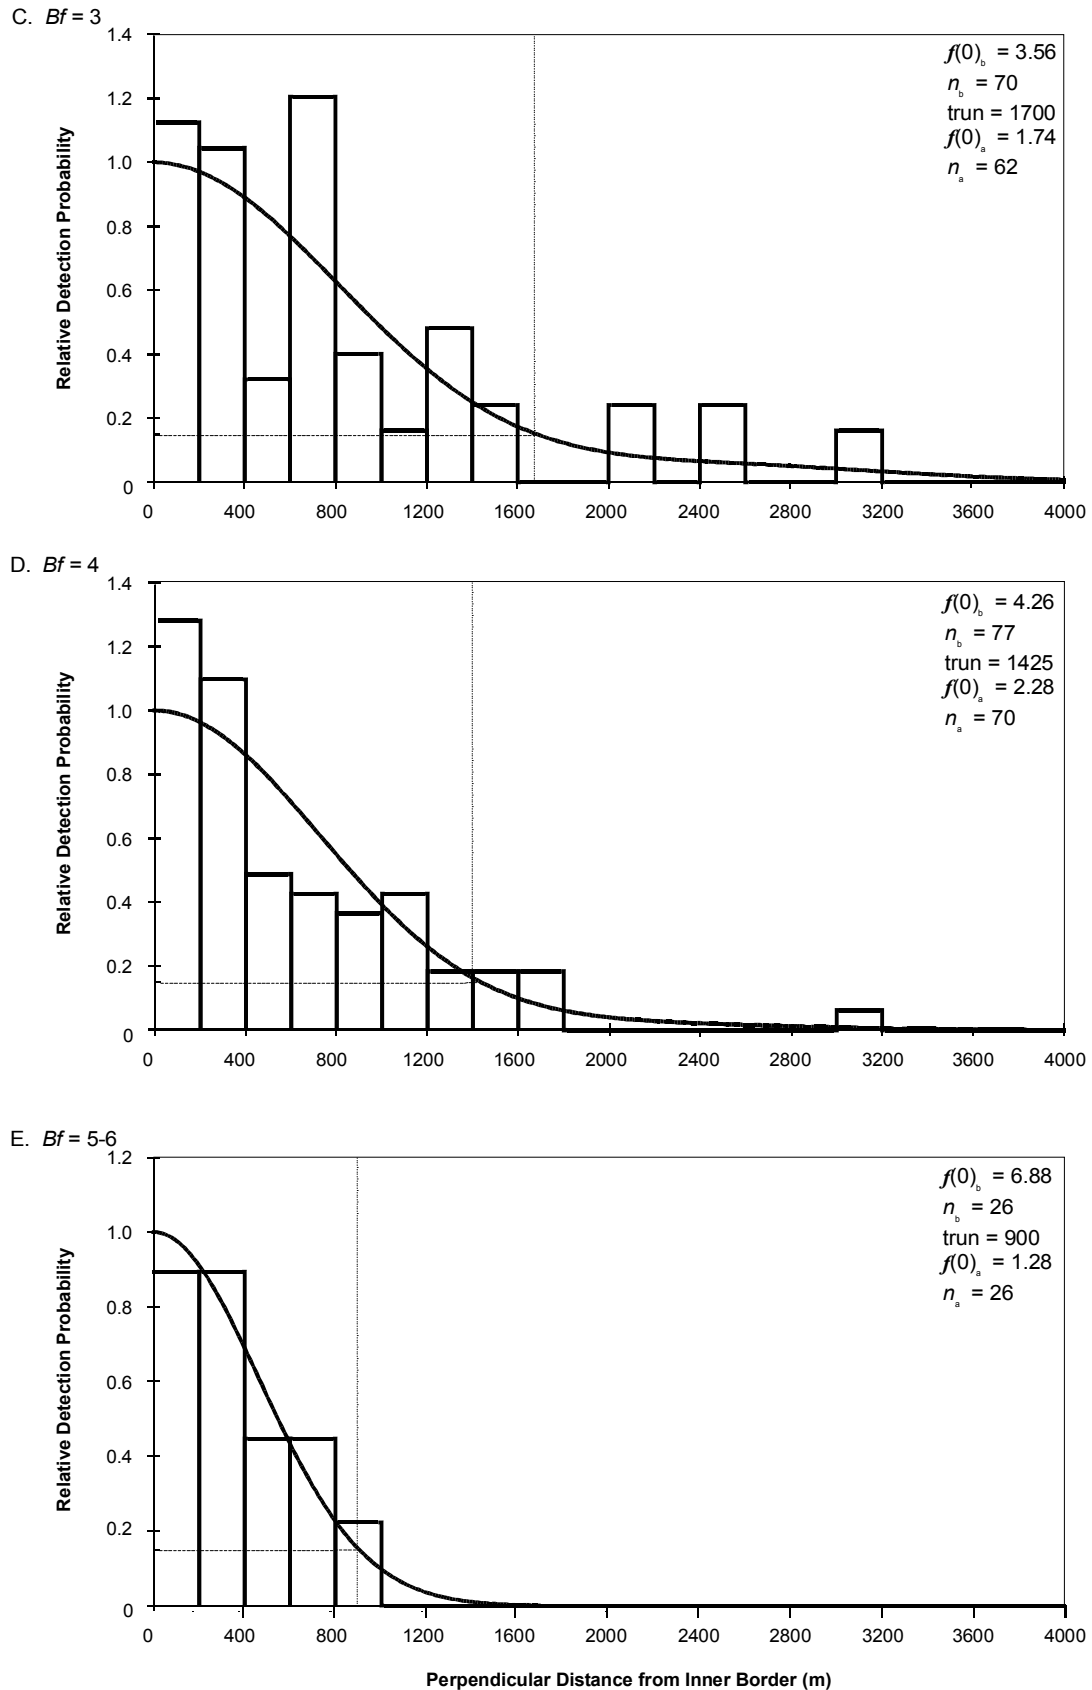 C. Bf = 3
1.4
1.2
1.0
0.8
0.6
0.4
0.2
0
Relative Detection Probability
f(0)b = 3.56
nb = 70
trun = 1700
f(0)a = 1.74
na = 62
0 400 800 1200 1600 2000 2400 2800 3200 3600 4000
D. Bf = 4
1.4
1.2
1.0
0.8
0.6
0.4
0.2
0
Relative Detection Probability
f(0)b = 4.26
nb = 77
trun = 1425
f(0)a = 2.28
na = 70
0 400 800 1200 1600 2000 2400 2800 3200 3600 4000
E. Bf = 5-6
1.2
1.0
0.8
0.6
0.4
0.2
0
Relative Detection Probability
f(0)b = 6.88
nb = 26
trun = 900
f(0)a = 1.28
na = 26
0 400 800 1200 1600 2000 2400 2800 3200 3600 4000
Perpendicular Distance from Inner Border (m)